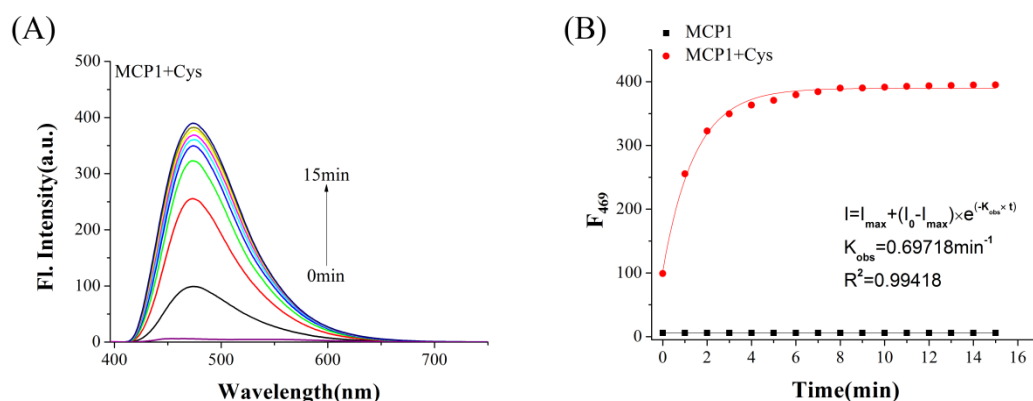 (A)
MCP1+Cys
500
400
300
200
100
0
400
500
600
700
Fl. Intensity(a.u.)
Wavelength(nm)
15min
0min
(B)
MCP1
MCP1+Cys
400
300
200
100
0
0
2
4
6
8
10
12
14
16
F469
Time(min)
I=Imax+(I0-Imax)×e(-Kobs×t)
Kobs=0.69718min-1
R2=0.99418